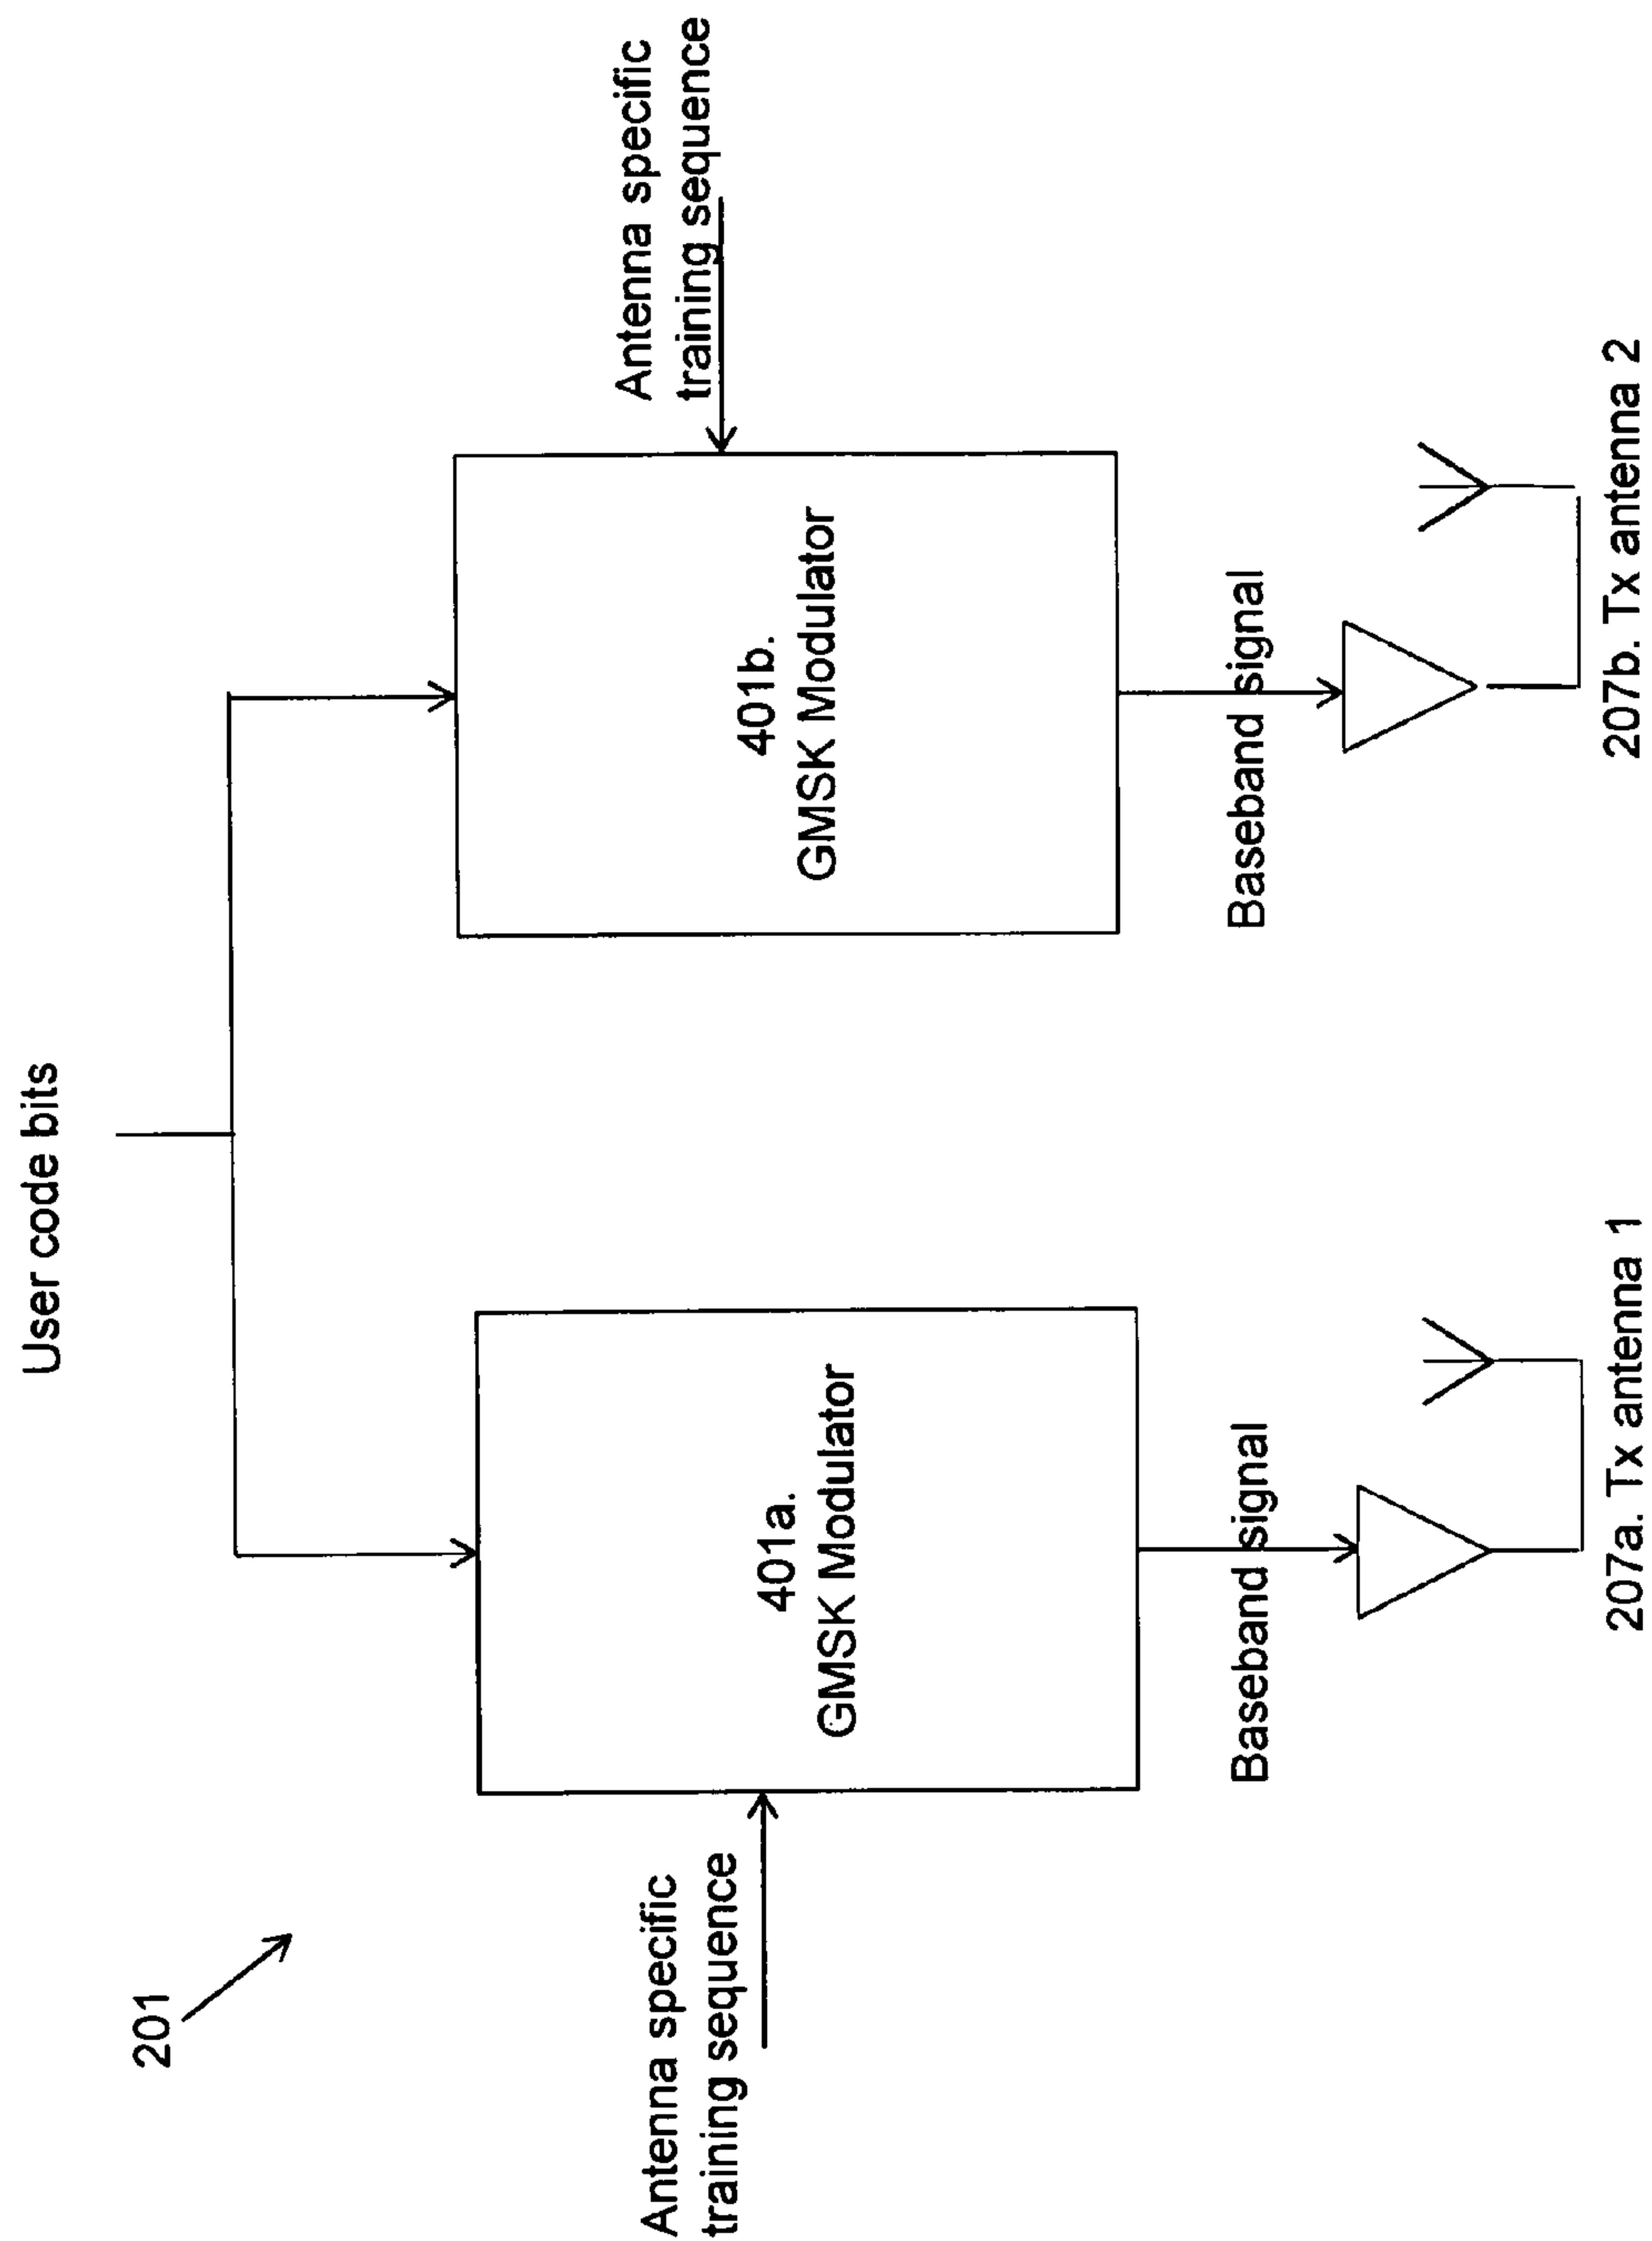 User code bits
201
Antenna specific
training sequence
401a.
GMSK Modulator
401b.
GMSK Modulator
Antenna specific
training sequence
Baseband signal
Baseband signal
207a. Tx antenna 1
207b. Tx antenna 2